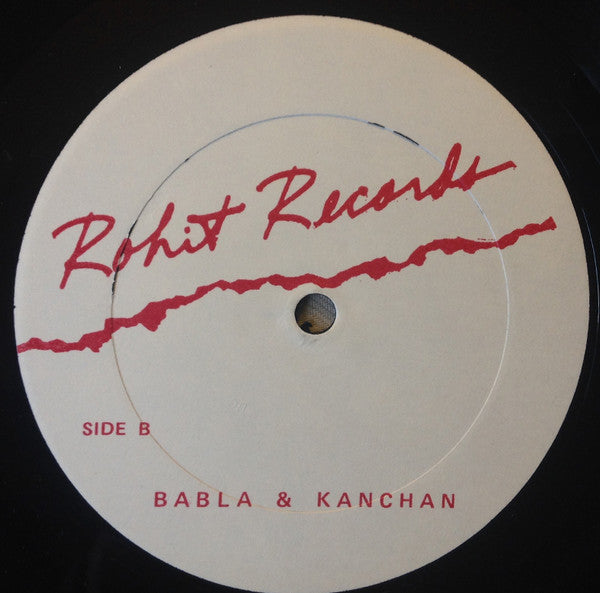 Rohit Records
SIDE B
BABLA & KANCHAN